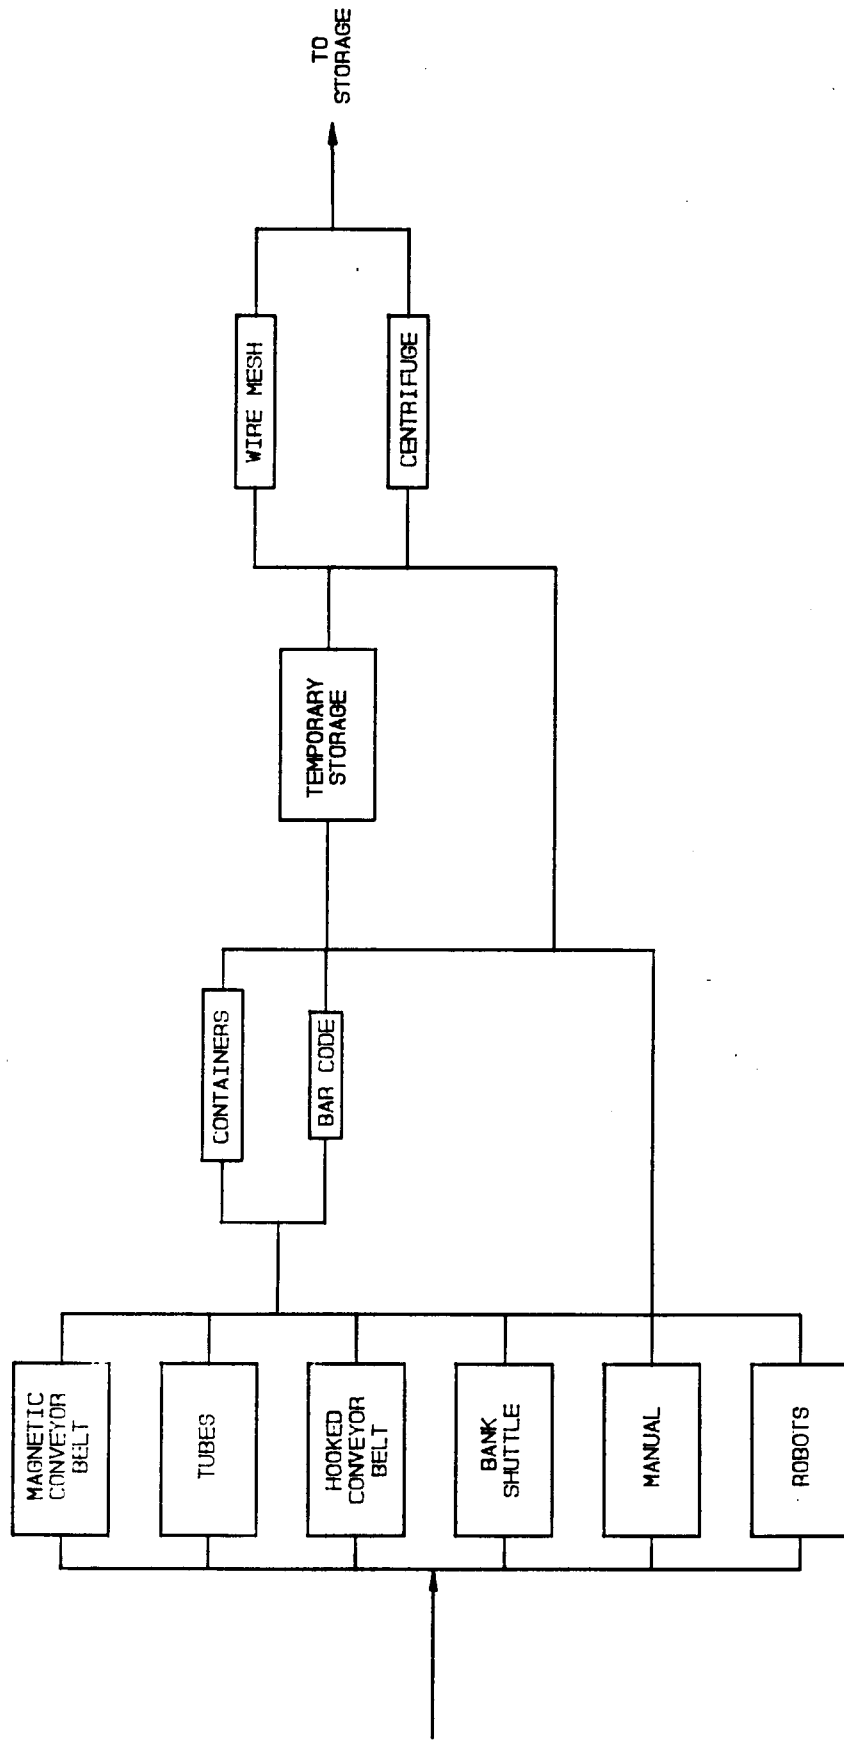 MAGNETIC
CONVEYOR
BELT
TUBES
HOOKED
CONVEYOR
BELT
BANK
SHUTTLE
MANUAL
ROBOTS
CONTAINERS
BAR CODE
TEMPORARY
STORAGE
WIRE MESH
CENTRIFUGE
TO
STORAGE